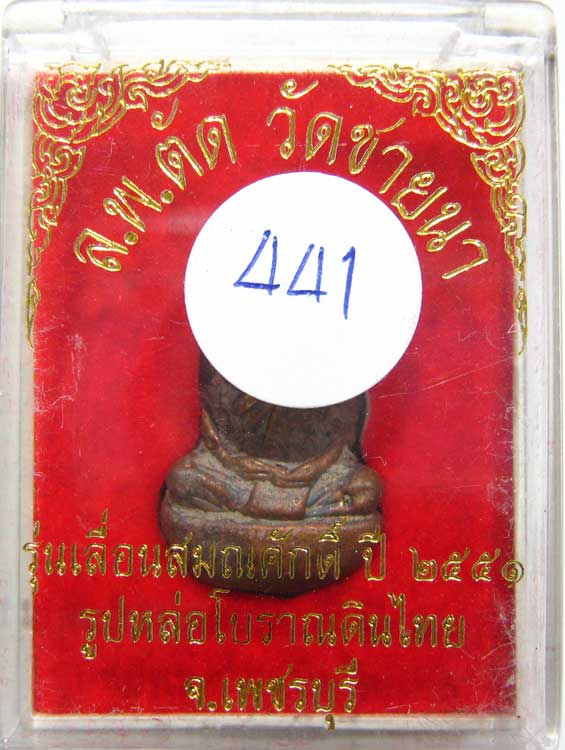 ล.พ.ตัด วัดชายนา
441
รุ่นเลื่อนสมณศักดิ์ ปี ๒๕๕๑
รูปหล่อโบราณดินไทย
จ.เพชรบุรี